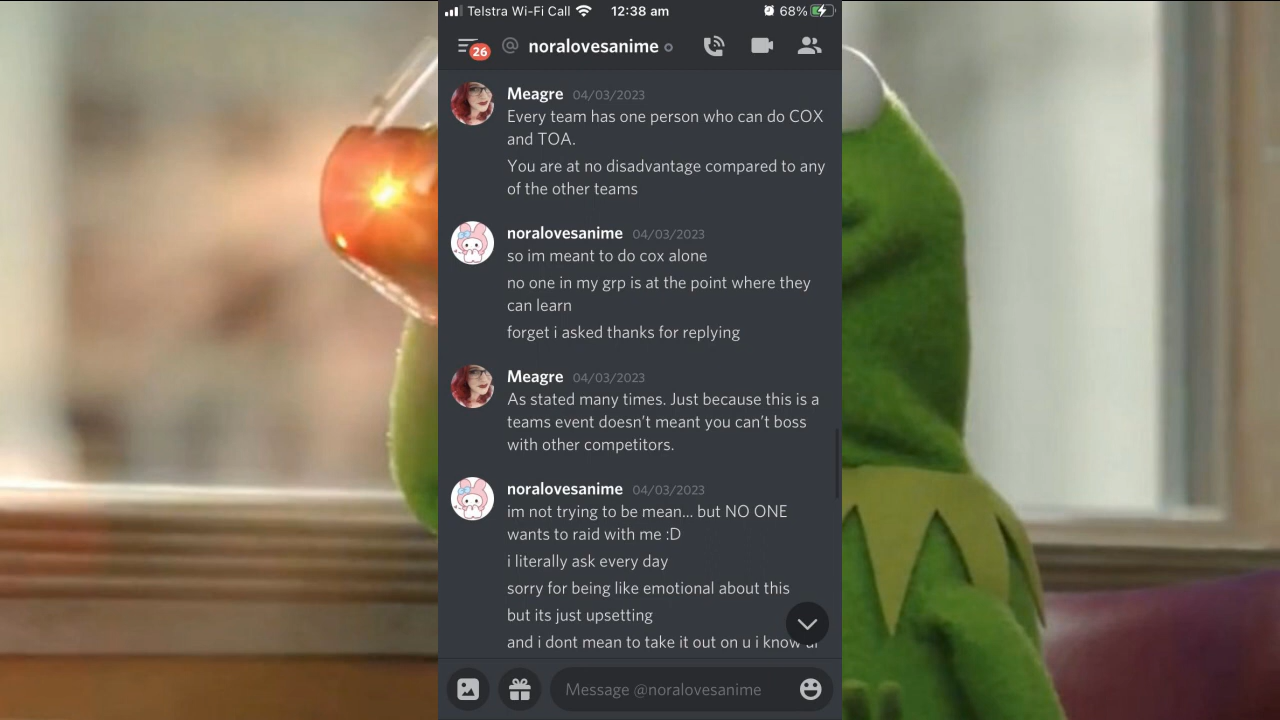 Telstra Wi-Fi Call 12:38 am 68%
26 @ noralovesanime
Meagre 04/03/2023
Every team has one person who can do COX
and TOA.
You are at no disadvantage compared to any
of the other teams
noralovesanime 04/03/2023
so im meant to do cox alone
no one in my grp is at the point where they
can learn
forget i asked thanks for replying
Meagre 04/03/2023
As stated many times. Just because this is a
teams event doesn't meant you can't boss
with other competitors.
noralovesanime 04/03/2023
im not trying to be mean... but NO ONE
wants to raid with me :D
i literally ask every day
sorry for being like emotional about this
but its just upsetting
and i dont mean to take it out on u i know
Message @noralovesanime